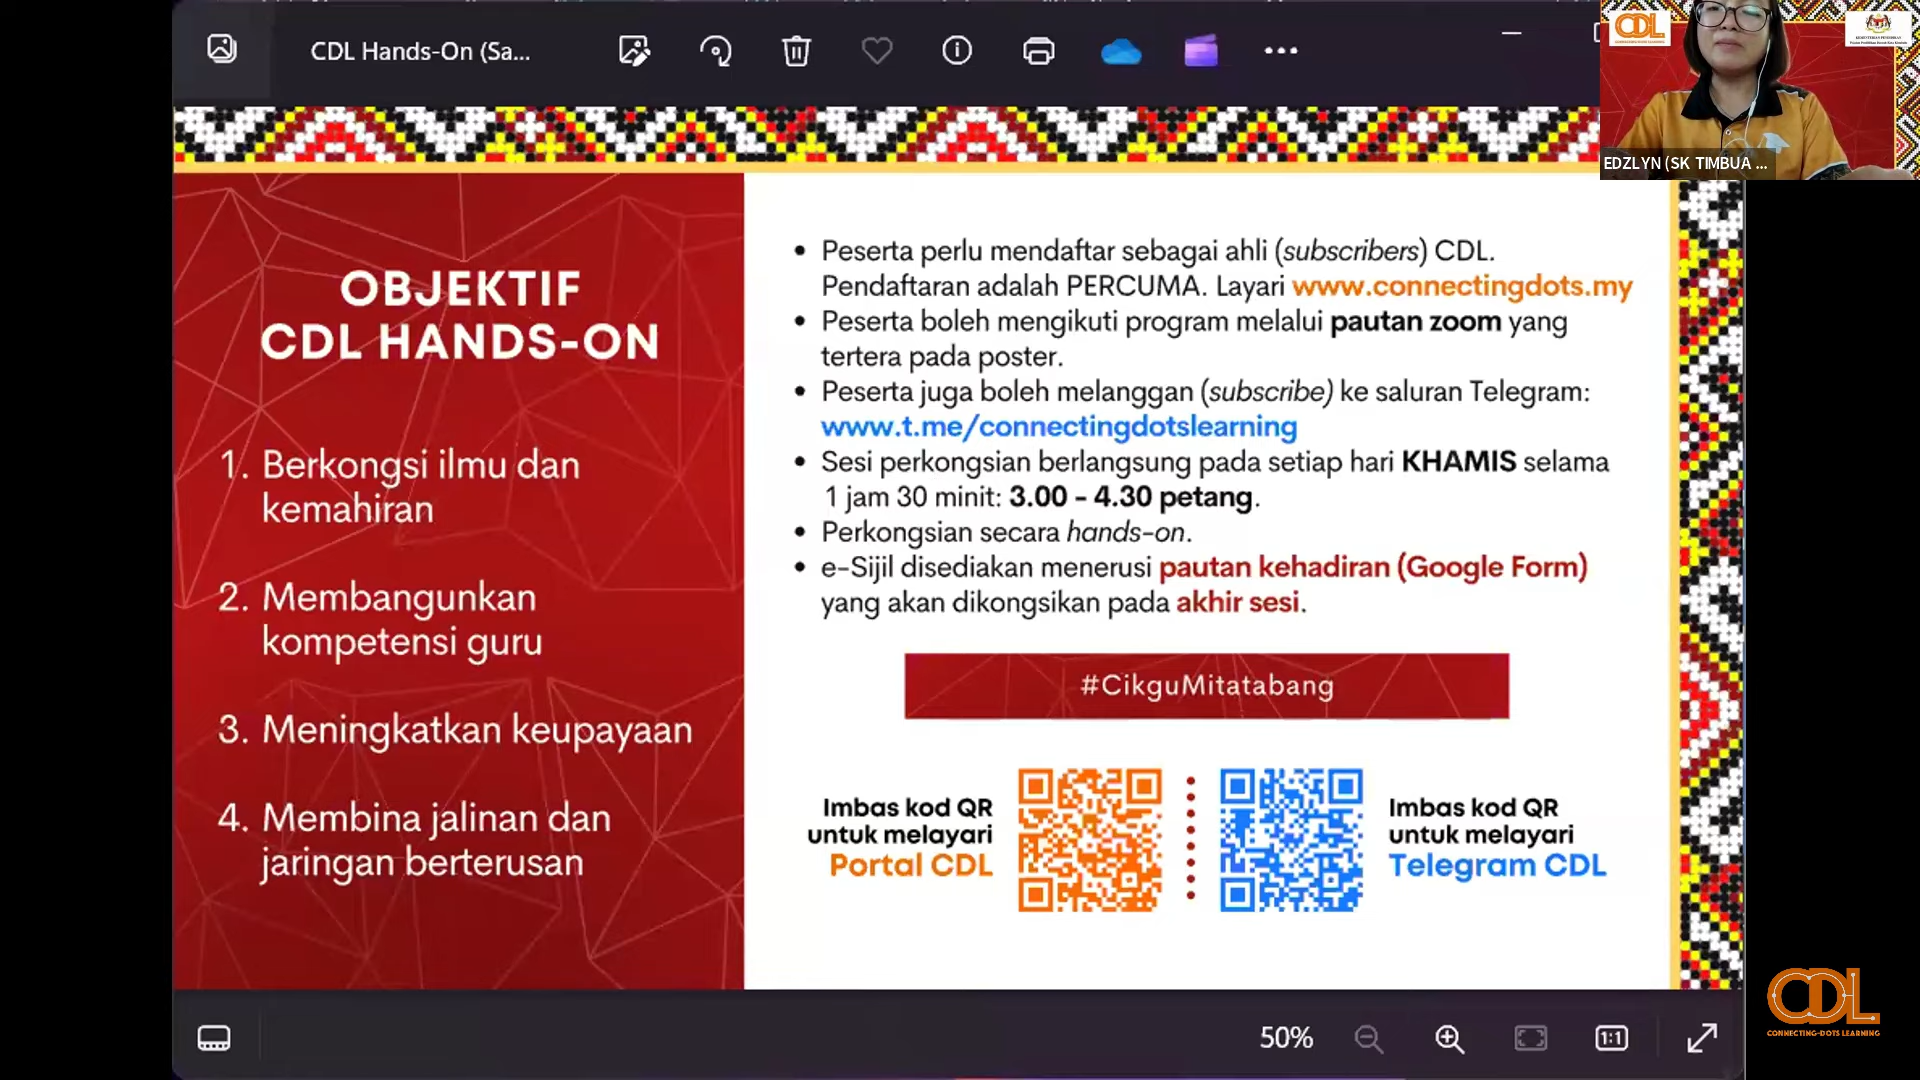 CDL Hands-On (Sa...
CDL
EDZLYN (SK TIMBUA ...
OBJEKTIF
CDL HANDS-ON
1. Berkongsi ilmu dan
kemahiran
2. Membangunkan
kompetensi guru
3. Meningkatkan keupayaan
4. Membina jalinan dan
jaringan berterusan
• Peserta perlu mendaftar sebagai ahli (subscribers) CDL.
Pendaftaran adalah PERCUMA. Layari www.connectingdots.my
• Peserta boleh mengikuti program melalui pautan zoom yang
tertera pada poster.
• Peserta juga boleh melanggan (subscribe) ke saluran Telegram:
www.t.me/connectingdotslearning
• Sesi perkongsian berlangsung pada setiap hari KHAMIS selama
1 jam 30 minit: 3.00 - 4.30 petang.
• Perkongsian secara hands-on.
• e-Sijil disediakan menerusi pautan kehadiran (Google Form)
yang akan dikongsikan pada akhir sesi.
#CikguMitatabang
Imbas kod QR
untuk melayari
Portal CDL
Imbas kod QR
untuk melayari
Telegram CDL
50%
1:1
CDL
CONNECTING-DOTS LEARNING